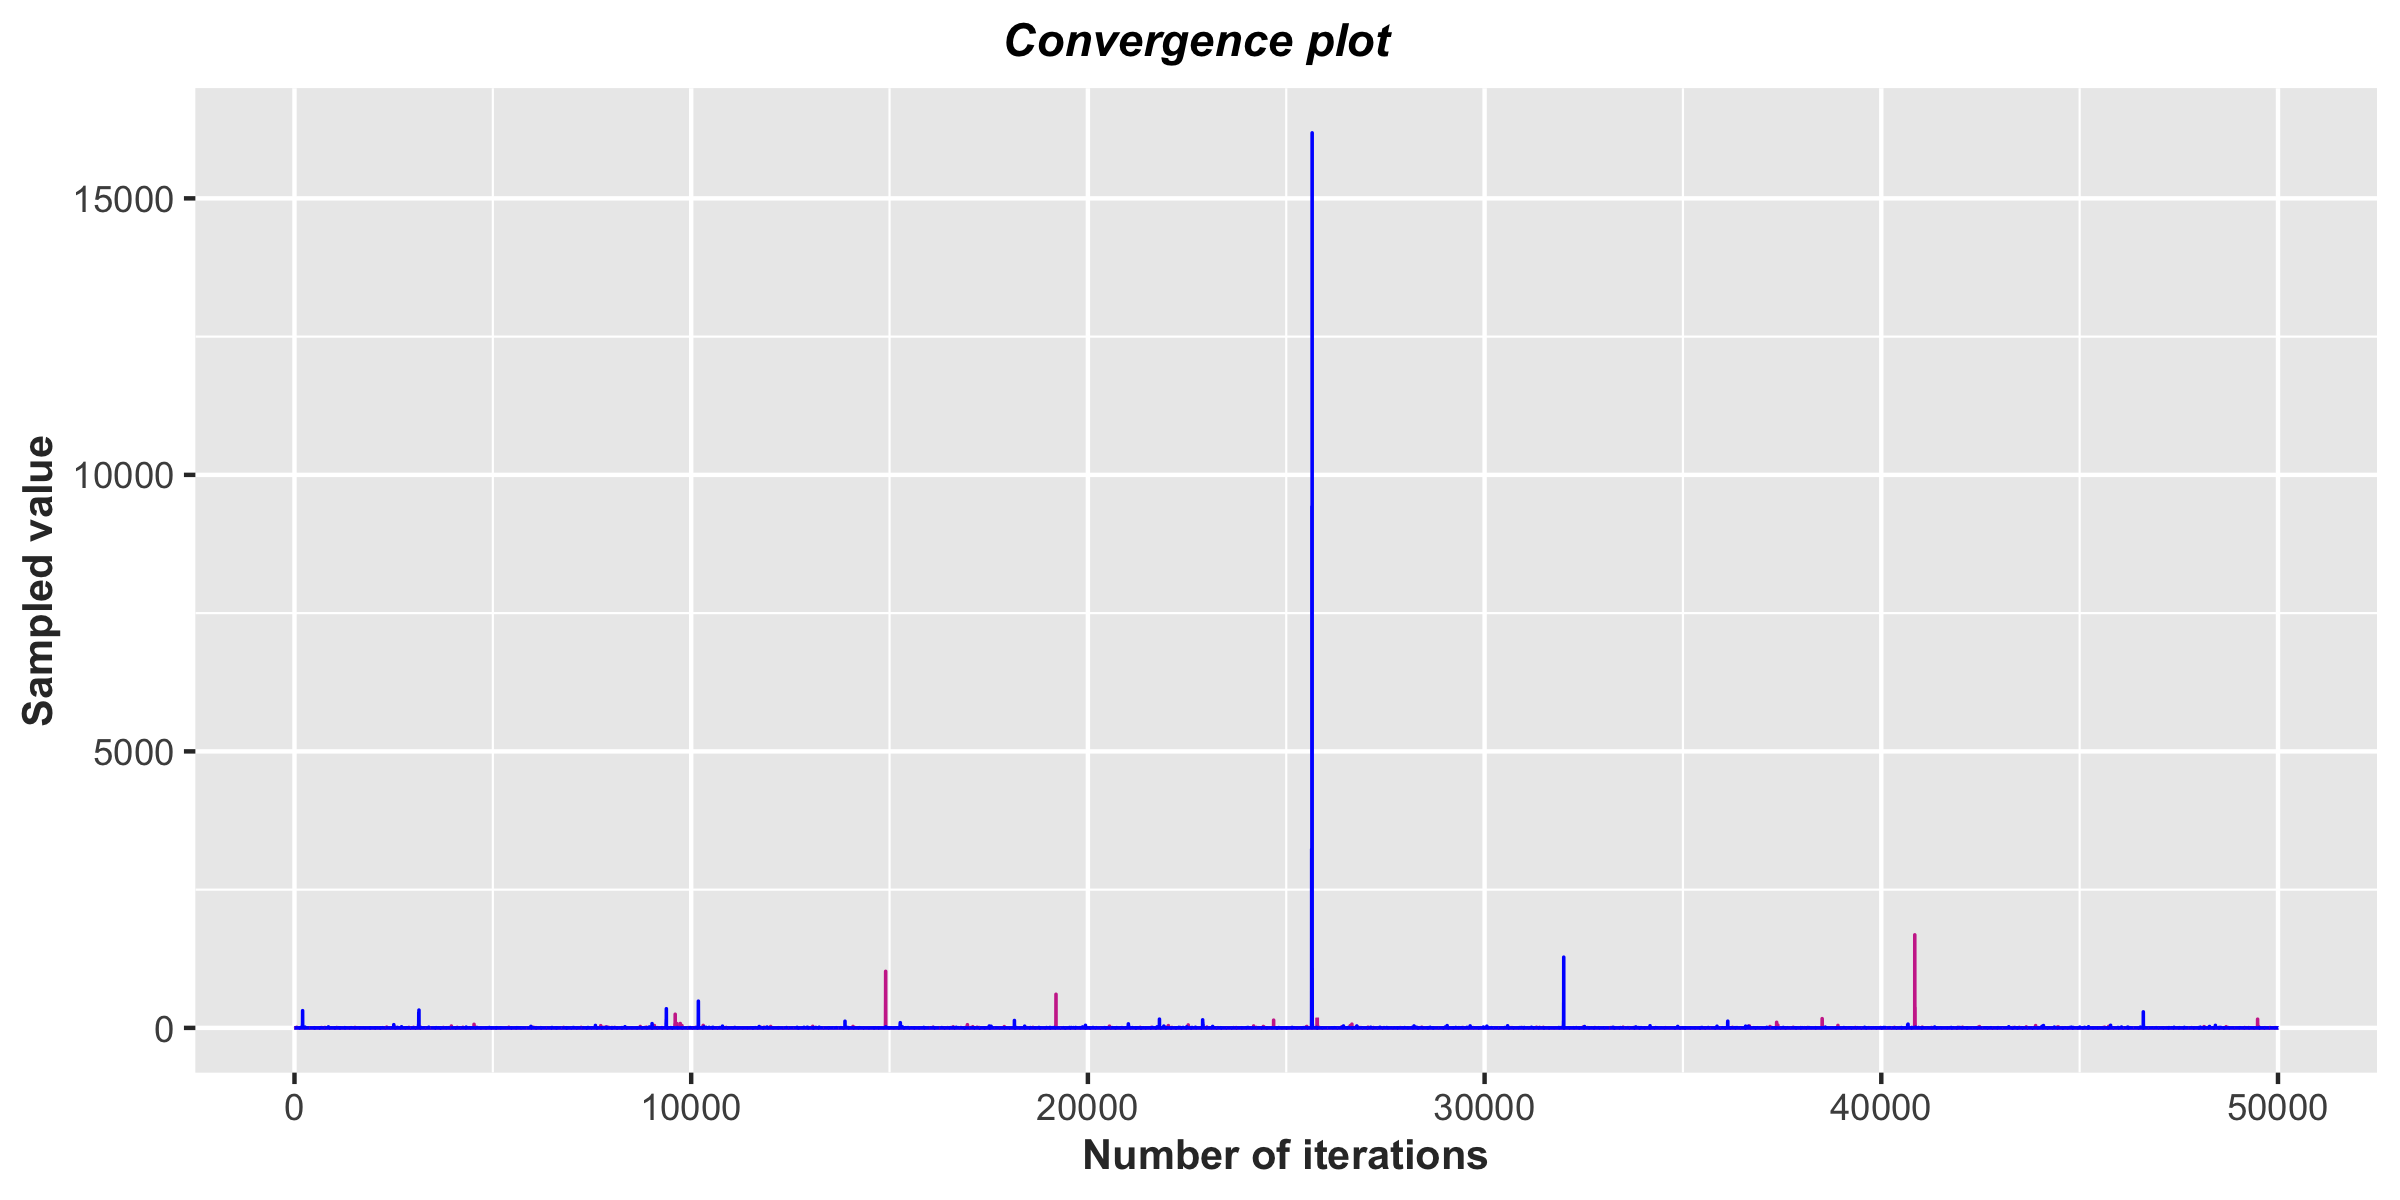 Convergence plot
Sampled value
15000
10000
5000
0
0 10000 20000 30000 40000 50000
Number of iterations